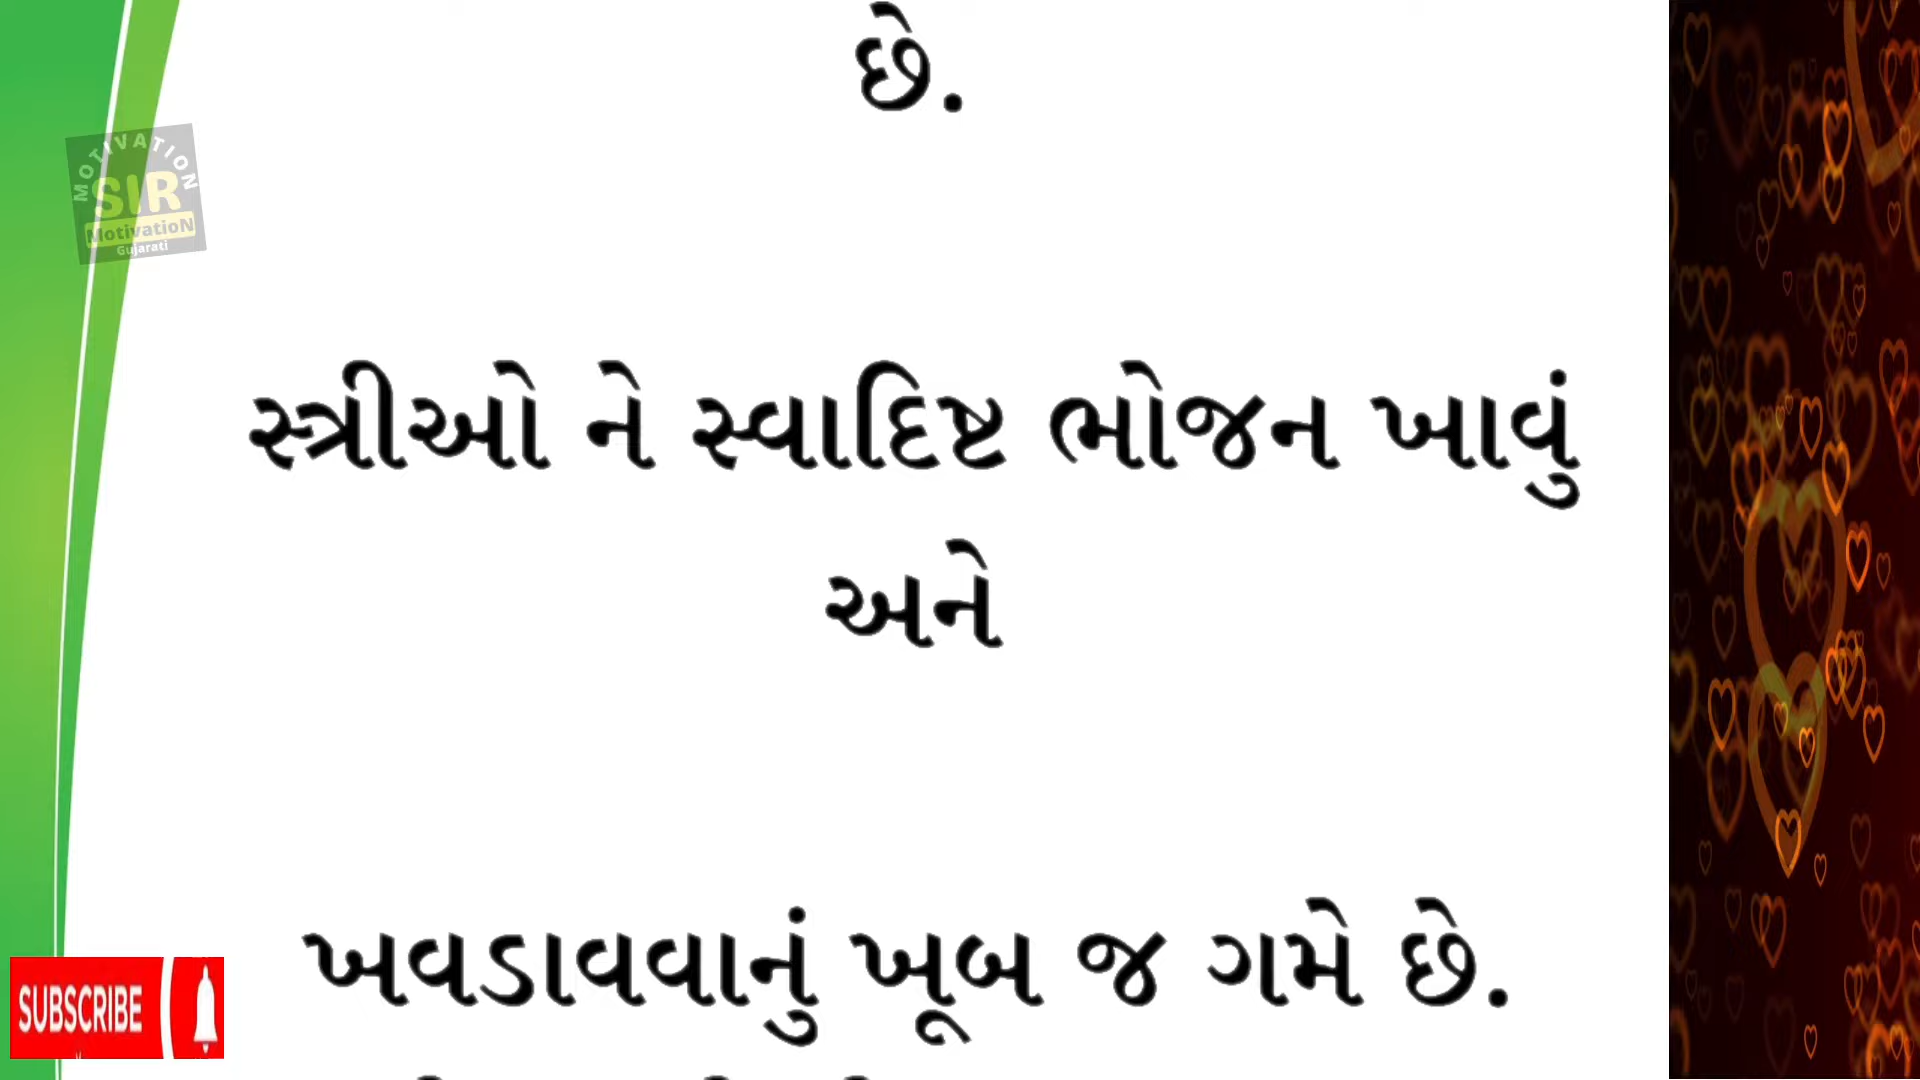 છે.
MOTIVATION
SIR
MotivatioN
Gujarati
સ્ત્રીઓ ને સ્વાદિષ્ટ ભોજન ખાવું
અને
ખવડાવવાનું ખૂબ જ ગમે છે.
SUBSCRIBE